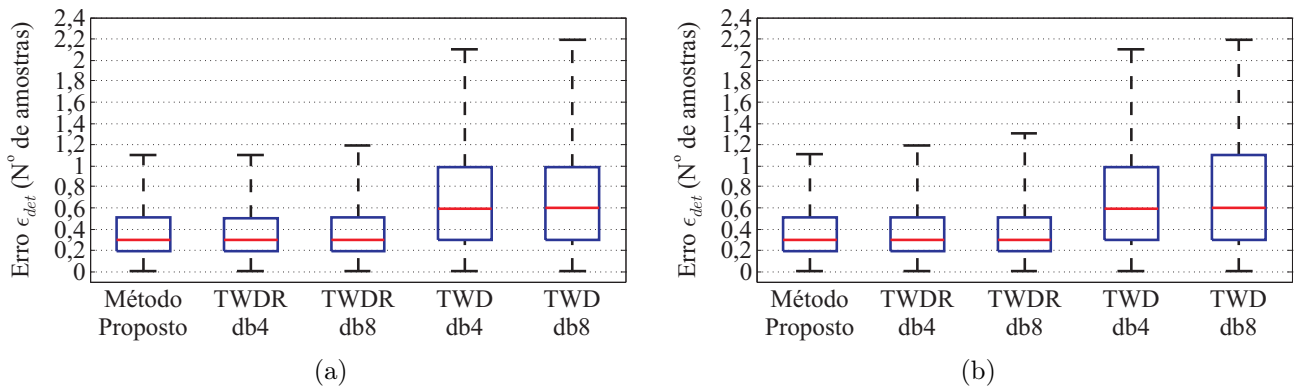 2,4
2,2
2
1,8
1,6
1,4
1,2
1
0,8
0,6
0,4
0,2
0
Erro ϵdet (Nº de amostras)
Método Proposto
TWDR db4
TWDR db8
TWD db4
TWD db8
(a)
2,4
2,2
2
1,8
1,6
1,4
1,2
1
0,8
0,6
0,4
0,2
0
Erro ϵdet (Nº de amostras)
Método Proposto
TWDR db4
TWDR db8
TWD db4
TWD db8
(b)